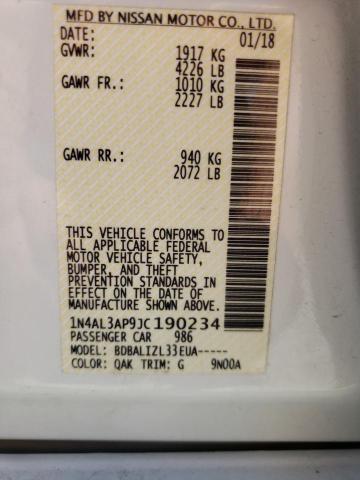 MFD BY NISSAN MOTOR CO., LTD.
DATE: 01/18
GVWR: 1917 KG
4226 LB
GAWR FR.: 1010 KG
2227 LB
GAWR RR.: 940 KG
2072 LB
THIS VEHICLE CONFORMS TO
ALL APPLICABLE FEDERAL
MOTOR VEHICLE SAFETY,
BUMPER, AND THEFT
PREVENTION STANDARDS IN
EFFECT ON THE DATE OF
MANUFACTURE SHOWN ABOVE.
1N4AL3AP9JC190234
PASSENGER CAR 986
MODEL: BDBALIZL33EUA-----
COLOR: QAK TRIM: G 9N00A